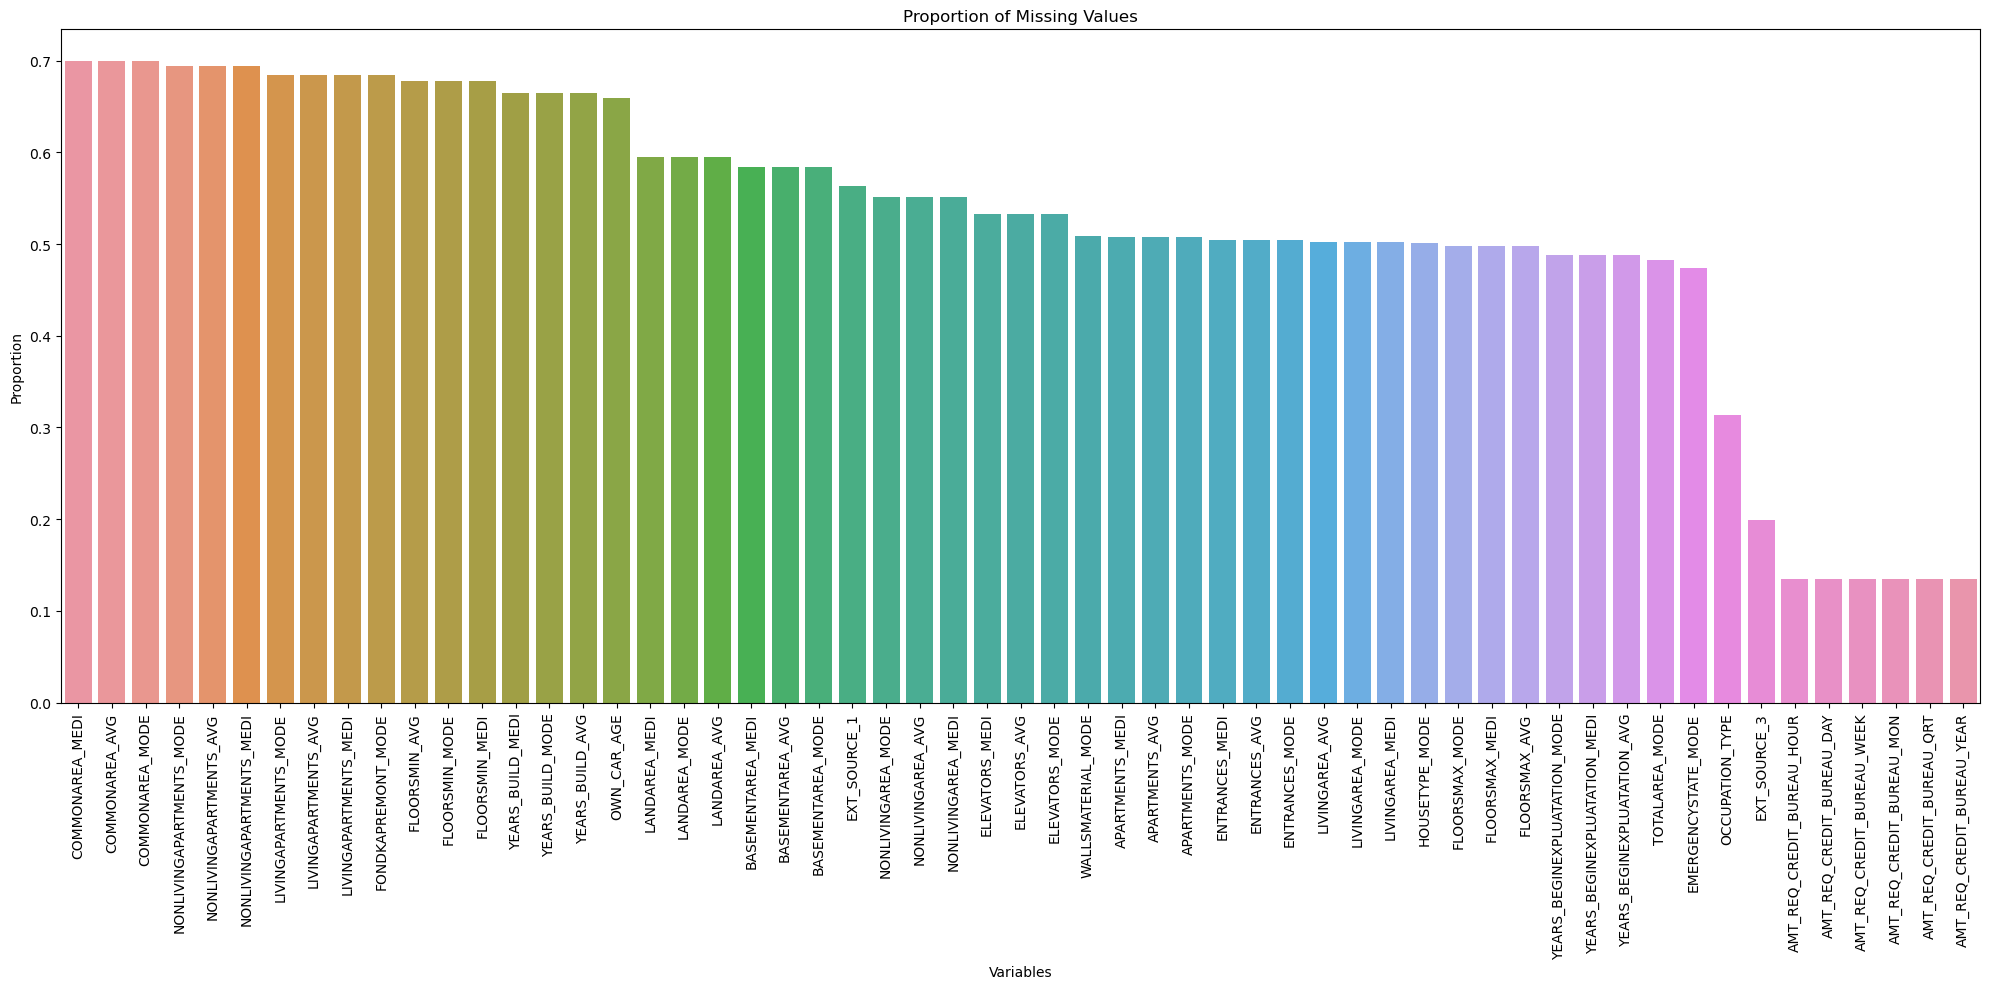 Proportion of Missing Values
Proportion
0.7
0.6
0.5
0.4
0.3
0.2
0.1
0.0
COMMONAREA_MEDI
COMMONAREA_AVG
COMMONAREA_MODE
NONLIVINGAPARTMENTS_MODE
NONLIVINGAPARTMENTS_AVG
NONLIVINGAPARTMENTS_MEDI
LIVINGAPARTMENTS_MODE
LIVINGAPARTMENTS_AVG
LIVINGAPARTMENTS_MEDI
FONDKAPREMONT_MODE
FLOORSMIN_AVG
FLOORSMIN_MODE
FLOORSMIN_MEDI
YEARS_BUILD_MEDI
YEARS_BUILD_MODE
YEARS_BUILD_AVG
OWN_CAR_AGE
LANDAREA_MEDI
LANDAREA_MODE
LANDAREA_AVG
BASEMENTAREA_MEDI
BASEMENTAREA_AVG
BASEMENTAREA_MODE
EXT_SOURCE_1
NONLIVINGAREA_MODE
NONLIVINGAREA_AVG
NONLIVINGAREA_MEDI
ELEVATORS_MEDI
ELEVATORS_AVG
ELEVATORS_MODE
WALLSMATERIAL_MODE
APARTMENTS_MEDI
APARTMENTS_AVG
APARTMENTS_MODE
ENTRANCES_MEDI
ENTRANCES_AVG
ENTRANCES_MODE
LIVINGAREA_AVG
LIVINGAREA_MODE
LIVINGAREA_MEDI
HOUSETYPE_MODE
FLOORSMAX_MODE
FLOORSMAX_MEDI
FLOORSMAX_AVG
YEARS_BEGINEXPLUATATION_MODE
YEARS_BEGINEXPLUATATION_MEDI
YEARS_BEGINEXPLUATATION_AVG
TOTALAREA_MODE
EMERGENCYSTATE_MODE
OCCUPATION_TYPE
EXT_SOURCE_3
AMT_REQ_CREDIT_BUREAU_HOUR
AMT_REQ_CREDIT_BUREAU_DAY
AMT_REQ_CREDIT_BUREAU_WEEK
AMT_REQ_CREDIT_BUREAU_MON
AMT_REQ_CREDIT_BUREAU_QRT
AMT_REQ_CREDIT_BUREAU_YEAR
Variables